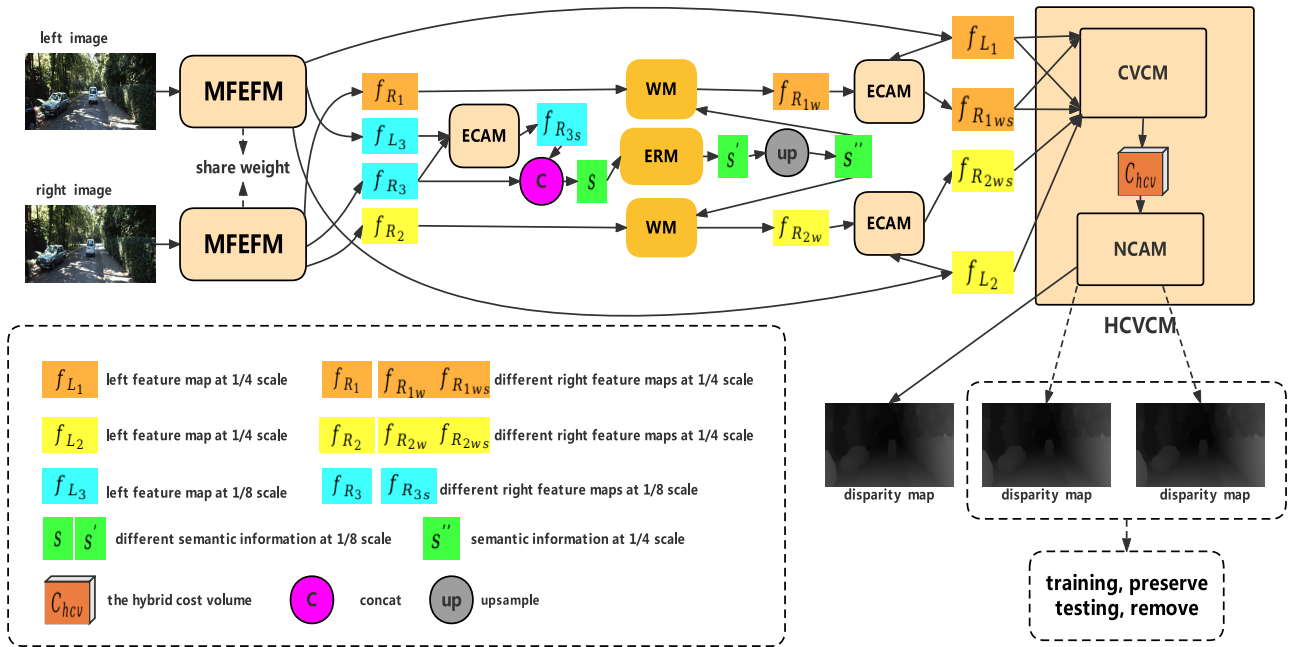 left image
MFEFM
share weight
right image
MFEFM
f_{R_1}
f_{L_3}
f_{R_3}
f_{R_2}
ECAM
f_{R_{3s}}
C
s
WM
ERM
WM
s'
up
s''
f_{R_{1w}}
f_{R_{2w}}
ECAM
ECAM
f_{L_1}
f_{R_{1ws}}
f_{R_{2ws}}
f_{L_2}
CVCM
C_{hcv}
NCAM
HCVCM
f_{L_1} left feature map at 1/4 scale f_{R_1} f_{R_{1w}} f_{R_{1ws}} different right feature maps at 1/4 scale
f_{L_2} left feature map at 1/4 scale f_{R_2} f_{R_{2w}} f_{R_{2ws}} different right feature maps at 1/4 scale
f_{L_3} left feature map at 1/8 scale f_{R_3} f_{R_{3s}} different right feature maps at 1/8 scale
s s' different semantic information at 1/8 scale s'' semantic information at 1/4 scale
C_{hcv} the hybrid cost volume C concat up upsample
disparity map
disparity map
disparity map
training, preserve
testing, remove